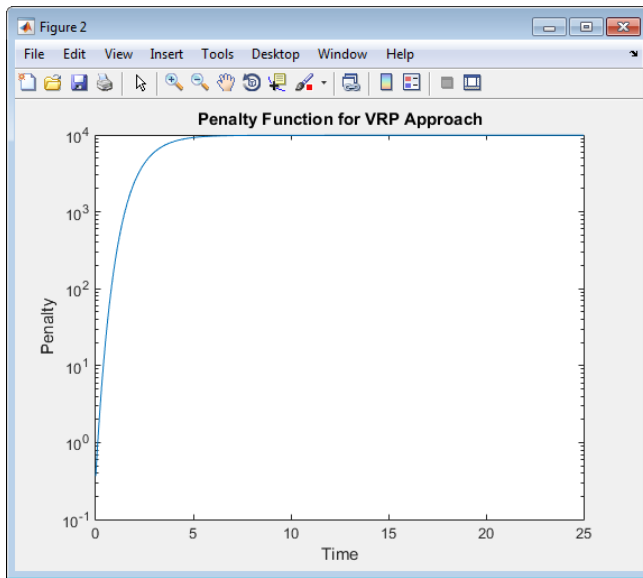 Figure 2
File Edit View Insert Tools Desktop Window Help
Penalty Function for VRP Approach
10^4
10^3
10^2
10^1
10^0
10^-1
Penalty
0 5 10 15 20 25
Time